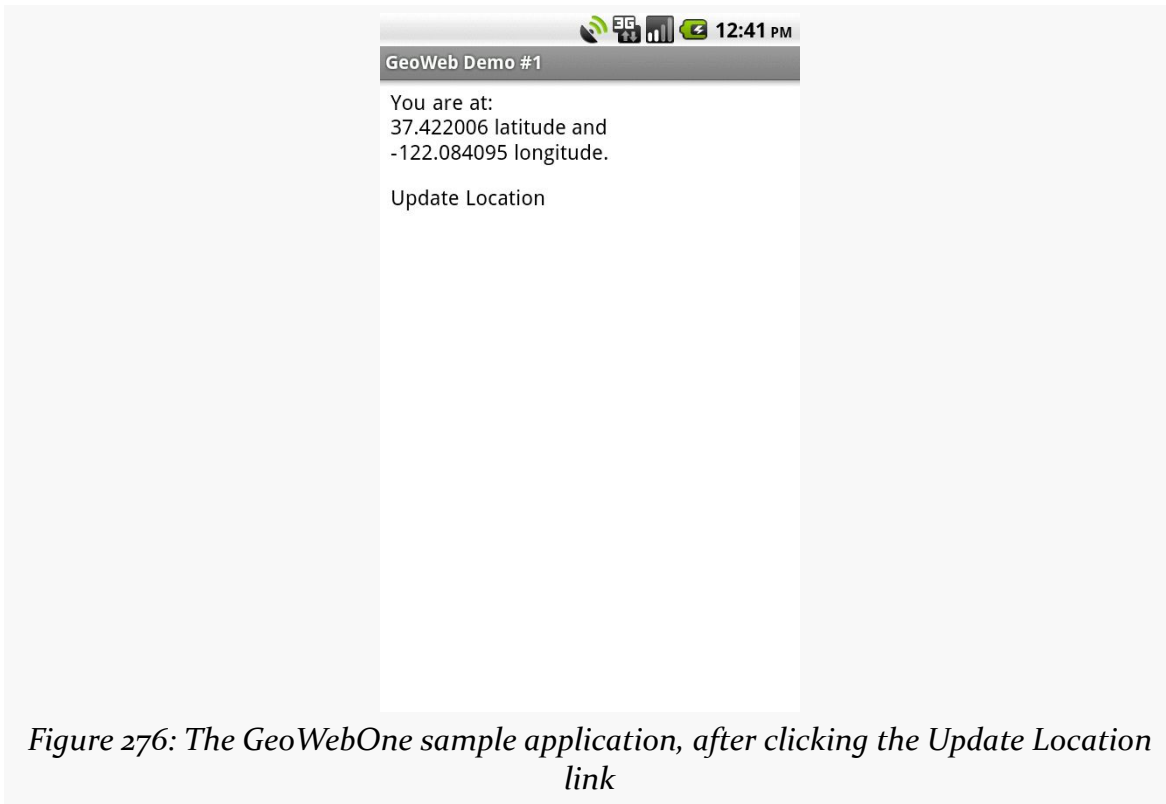 3G 12:41 PM
GeoWeb Demo #1
You are at:
37.422006 latitude and
-122.084095 longitude.
Update Location
Figure 276: The GeoWebOne sample application, after clicking the Update Location
link